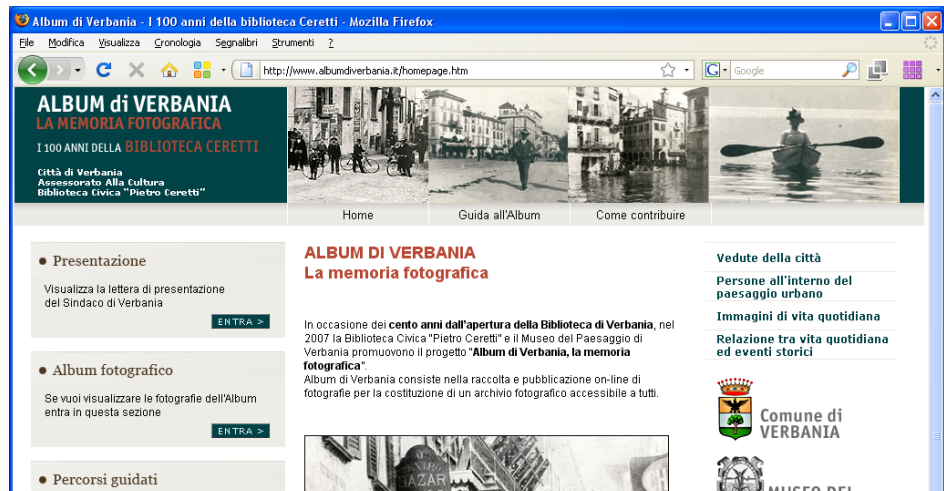 Album di Verbania - I 100 anni della biblioteca Ceretti - Mozilla Firefox
File Modifica Visualizza Cronologia Segnalibri Strumenti ?
http://www.albumdiverbania.it/homepage.htm
G Google
ALBUM di VERBANIA
LA MEMORIA FOTOGRAFICA
I 100 ANNI DELLA BIBLIOTECA CERETTI
Città di Verbania
Assessorato Alla Cultura
Biblioteca Civica "Pietro Ceretti"
Home Guida all'Album Come contribuire
Presentazione
Visualizza la lettera di presentazione
del Sindaco di Verbania
ENTRA >
Album fotografico
Se vuoi visualizzare le fotografie dell'Album
entra in questa sezione
ENTRA >
Percorsi guidati
ALBUM DI VERBANIA
La memoria fotografica
In occasione dei cento anni dall'apertura della Biblioteca di Verbania, nel
2007 la Biblioteca Civica "Pietro Ceretti" e il Museo del Paesaggio di
Verbania promuovono il progetto "Album di Verbania, la memoria
fotografica".
Album di Verbania consiste nella raccolta e pubblicazione on-line di
fotografie per la costituzione di un archivio fotografico accessibile a tutti.
BAZAR
Vedute della città
Persone all'interno del
paesaggio urbano
Immagini di vita quotidiana
Relazione tra vita quotidiana
ed eventi storici
Comune di
VERBANIA
MUSEO DEL